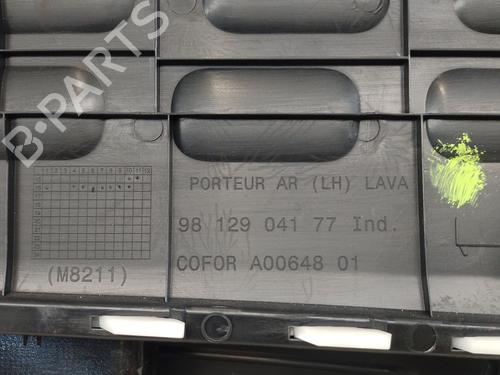 B-PARTS
PORTEUR AR (LH) LAVA
98 129 041 77 Ind.
COFOR A00648 01
(M8211)